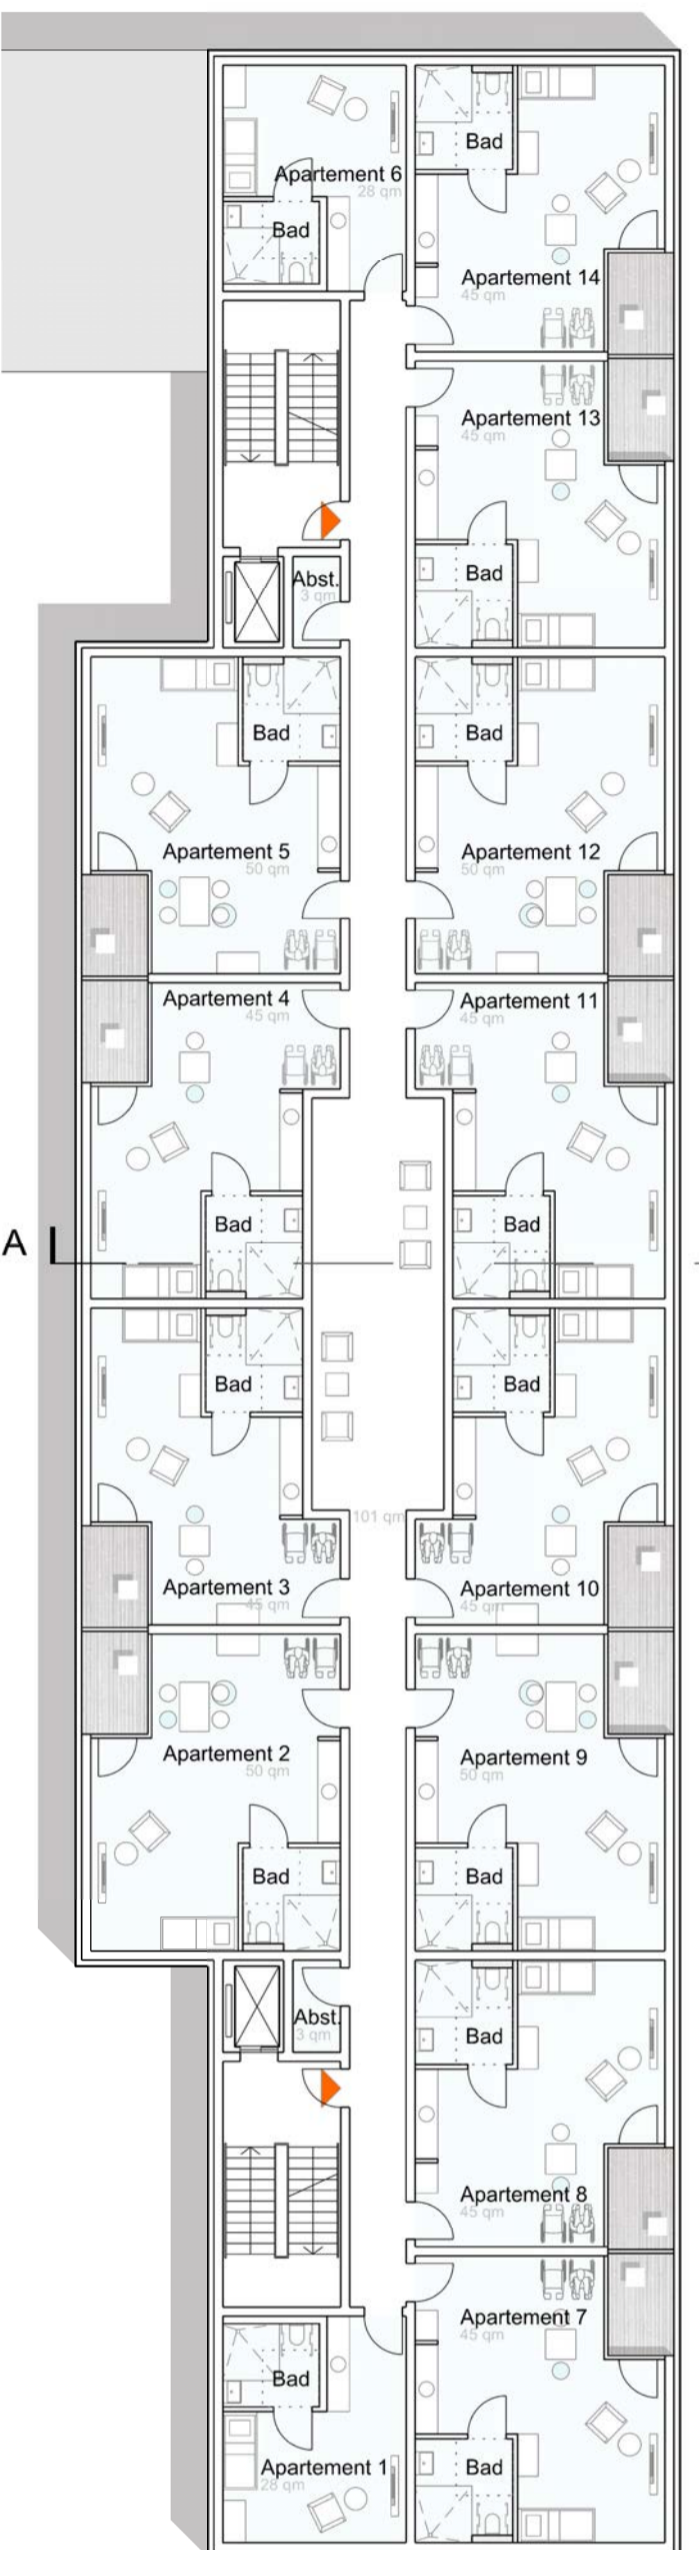 Bad
Apartement 6
28 qm
Bad
Apartement 14
45 qm
Apartement 13
45 qm
Bad
Abst.
3 qm
Bad
Bad
Apartement 5
50 qm
Apartement 12
50 qm
Apartement 4
45 qm
Apartement 11
45 qm
Bad
Bad
A
Bad
Bad
101 qm
Apartement 3
45 qm
Apartement 10
45 qm
Apartement 2
50 qm
Apartement 9
50 qm
Bad
Bad
Abst.
3 qm
Bad
Apartement 8
45 qm
Apartement 7
45 qm
Bad
Apartement 1
28 qm
Bad